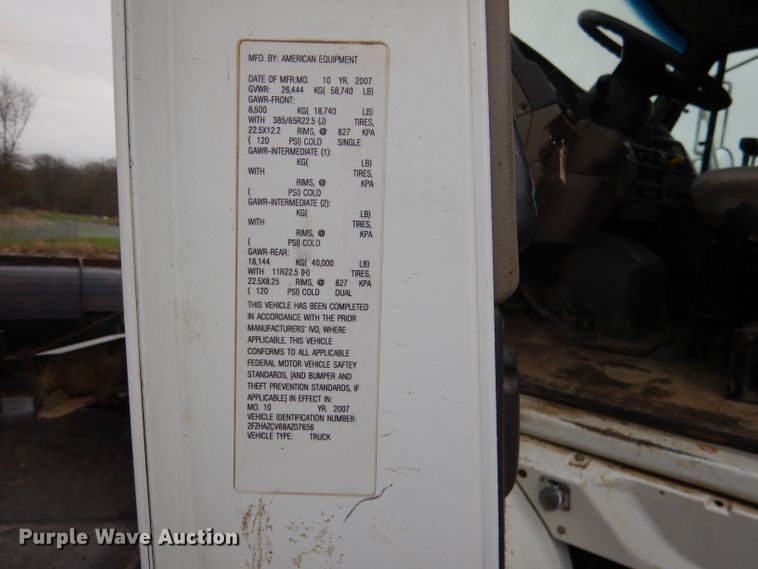 MFD. BY: AMERICAN EQUIPMENT
DATE OF MFR:MO. 10 YR. 2007
GVWR: 26,444 KG( 58,740 LB)
GAWR-FRONT:
8,500 KG( 18,740 LB)
WITH 385/65R22.5 (J) TIRES,
22.5X12.2 RIMS, @ 827 KPA
( 120 PSI) COLD SINGLE
GAWR-INTERMEDIATE (1):
KG( LB)
WITH TIRES,
RIMS, @ KPA
( PSI) COLD
GAWR-INTERMEDIATE (2):
KG( LB)
WITH TIRES,
RIMS, @ KPA
( PSI) COLD
GAWR-REAR:
18,144 KG( 40,000 LB)
WITH 11R22.5 (H) TIRES,
22.5X8.25 RIMS, @ 827 KPA
( 120 PSI) COLD DUAL
THIS VEHICLE HAS BEEN COMPLETED
IN ACCORDANCE WITH THE PRIOR
MANUFACTURERS' IVD, WHERE
APPLICABLE. THIS VEHICLE
CONFORMS TO ALL APPLICABLE
FEDERAL MOTOR VEHICLE SAFTEY
STANDARDS, [AND BUMPER AND
THEFT PREVENTION STANDARDS, IF
APPLICABLE] IN EFFECT IN:
MO. 10 YR. 2007
VEHICLE IDENTIFICATION NUMBER:
2FZHAZCV68AZ07656
VEHICLE TYPE: TRUCK
Purple Wave Auction